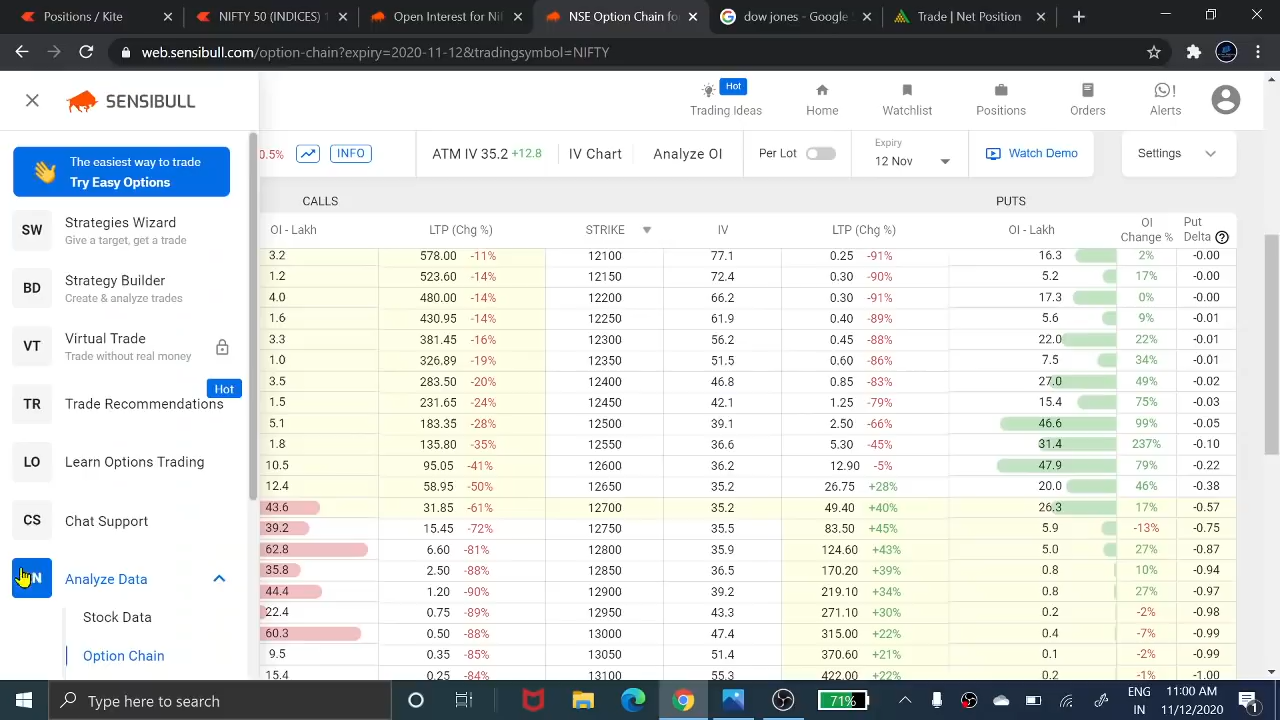 Positions / Kite
NIFTY 50 (INDICES) 1
Open Interest for Nif
NSE Option Chain fo
dow jones - Google
Trade | Net Position
web.sensibull.com/option-chain?expiry=2020-11-12&tradingsymbol=NIFTY
SENSIBULL
Hot
Trading Ideas
Home
Watchlist
Positions
Orders
Alerts
The easiest way to trade
Try Easy Options
0.5%
INFO
ATM IV 35.2 +12.8
IV Chart
Analyze OI
Per Lot
Expiry
12 Nov
Watch Demo
Settings
SW
Strategies Wizard
Give a target, get a trade
BD
Strategy Builder
Create & analyze trades
VT
Virtual Trade
Trade without real money
Hot
TR
Trade Recommendations
LO
Learn Options Trading
CS
Chat Support
Analyze Data
Stock Data
Option Chain
CALLS PUTS
OI - Lakh LTP (Chg %) STRIKE IV LTP (Chg %) OI - Lakh OI Change % Put Delta
3.2 578.00 -11% 12100 77.1 0.25 -91% 16.3 2% -0.00
1.2 523.60 -14% 12150 72.4 0.30 -90% 5.2 17% -0.00
4.0 480.00 -14% 12200 66.2 0.30 -91% 17.3 0% -0.00
1.6 430.95 -14% 12250 61.9 0.40 -89% 5.6 9% -0.01
3.3 381.45 -16% 12300 56.2 0.45 -88% 22.0 22% -0.01
1.0 326.89 -19% 12350 51.5 0.60 -86% 7.5 34% -0.01
3.5 283.50 -20% 12400 46.8 0.85 -83% 27.0 49% -0.02
1.5 231.65 -24% 12450 42.1 1.25 -79% 15.4 75% -0.03
5.1 183.35 -28% 12500 39.1 2.50 -66% 46.6 99% -0.05
1.8 135.80 -35% 12550 36.6 5.30 -45% 31.4 237% -0.10
10.5 95.05 -41% 12600 36.2 12.90 -5% 47.9 79% -0.22
12.4 58.95 -50% 12650 35.2 26.75 +28% 20.0 46% -0.38
43.6 31.85 -61% 12700 35.2 49.40 +40% 26.3 17% -0.57
39.2 15.45 -72% 12750 35.5 83.50 +45% 5.9 -13% -0.75
62.8 6.60 -81% 12800 35.9 124.60 +43% 5.0 27% -0.87
35.8 2.50 -88% 12850 36.5 170.20 +39% 0.8 10% -0.94
44.4 1.20 -90% 12900 39.2 219.10 +34% 0.8 27% -0.97
22.4 0.75 -89% 12950 43.3 271.10 +30% 0.2 -2% -0.98
60.3 0.50 -88% 13000 47.4 315.00 +22% 0.4 -7% -0.99
9.5 0.35 -85% 13050 51.4 370.60 +21% 0.1 -2% -0.99
15.4 0.25 -84% 13100 55.3 422.00 +22% 0.2 -1% -1.00
Type here to search
71%
ENG
IN
11:00 AM
11/12/2020
1